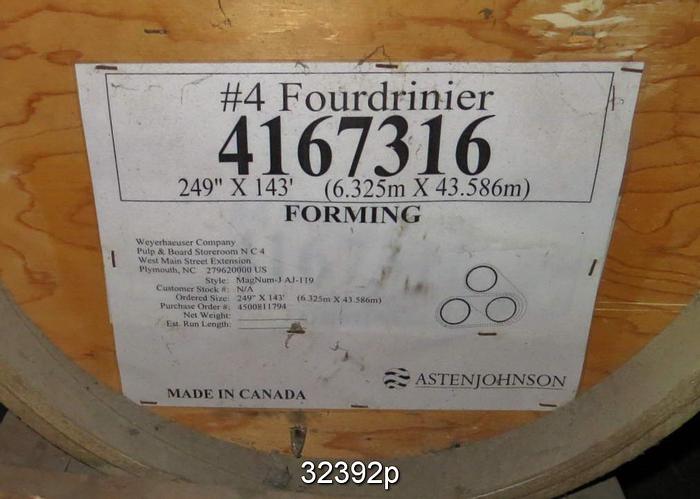 #4 Fourdrinier
4167316
249" X 143' (6.325m X 43.586m)
FORMING
Weyerhaeuser Company
Pulp & Board Storeroom N C 4
West Main Street Extension
Plymouth, NC 279620000 US
Style: MagNum-J AJ-119
Customer Stock #: N/A
Ordered Size: 249" X 143' (6.325m X 43.586m)
Purchase Order #: 4500811794
Net Weight:
Est. Run Length:
ASTENJOHNSON
MADE IN CANADA
32392p